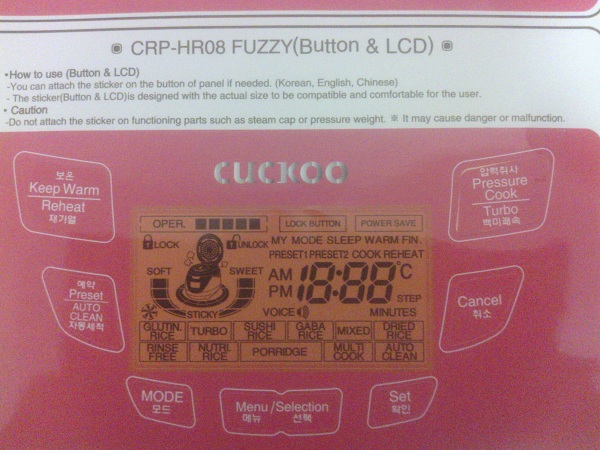 ◉ CRP-HR08 FUZZY(Button & LCD) ◉
•How to use (Button & LCD)
-You can attach the sticker on the button of panel if needed. (Korean, English, Chinese)
- The sticker(Button & LCD)is designed with the actual size to be compatible and comfortable for the user.
• Caution
-Do not attach the sticker on functioning parts such as steam cap or pressure weight. ※ It may cause danger or malfunction.
CUCKOO
보온
Keep Warm
Reheat
재가열
압력취사
Pressure
Cook
Turbo
백미쾌속
OPER.
LOCK BUTTON
POWER SAVE
LOCK
UNLOCK
MY MODE SLEEP WARM FIN.
PRESET1 PRESET2 COOK REHEAT
SOFT
SWEET
STICKY
AM
PM
18:88
°C
STEP
VOICE
MINUTES
예약
Preset
AUTO
CLEAN
자동세척
Cancel
취소
GLUTIN. RICE
TURBO
SUSHI RICE
GABA RICE
MIXED
DRIED RICE
RINSE FREE
NUTRI. RICE
PORRIDGE
MULTI COOK
AUTO CLEAN
MODE
모드
Menu /Selection
메뉴 선택
Set
확인